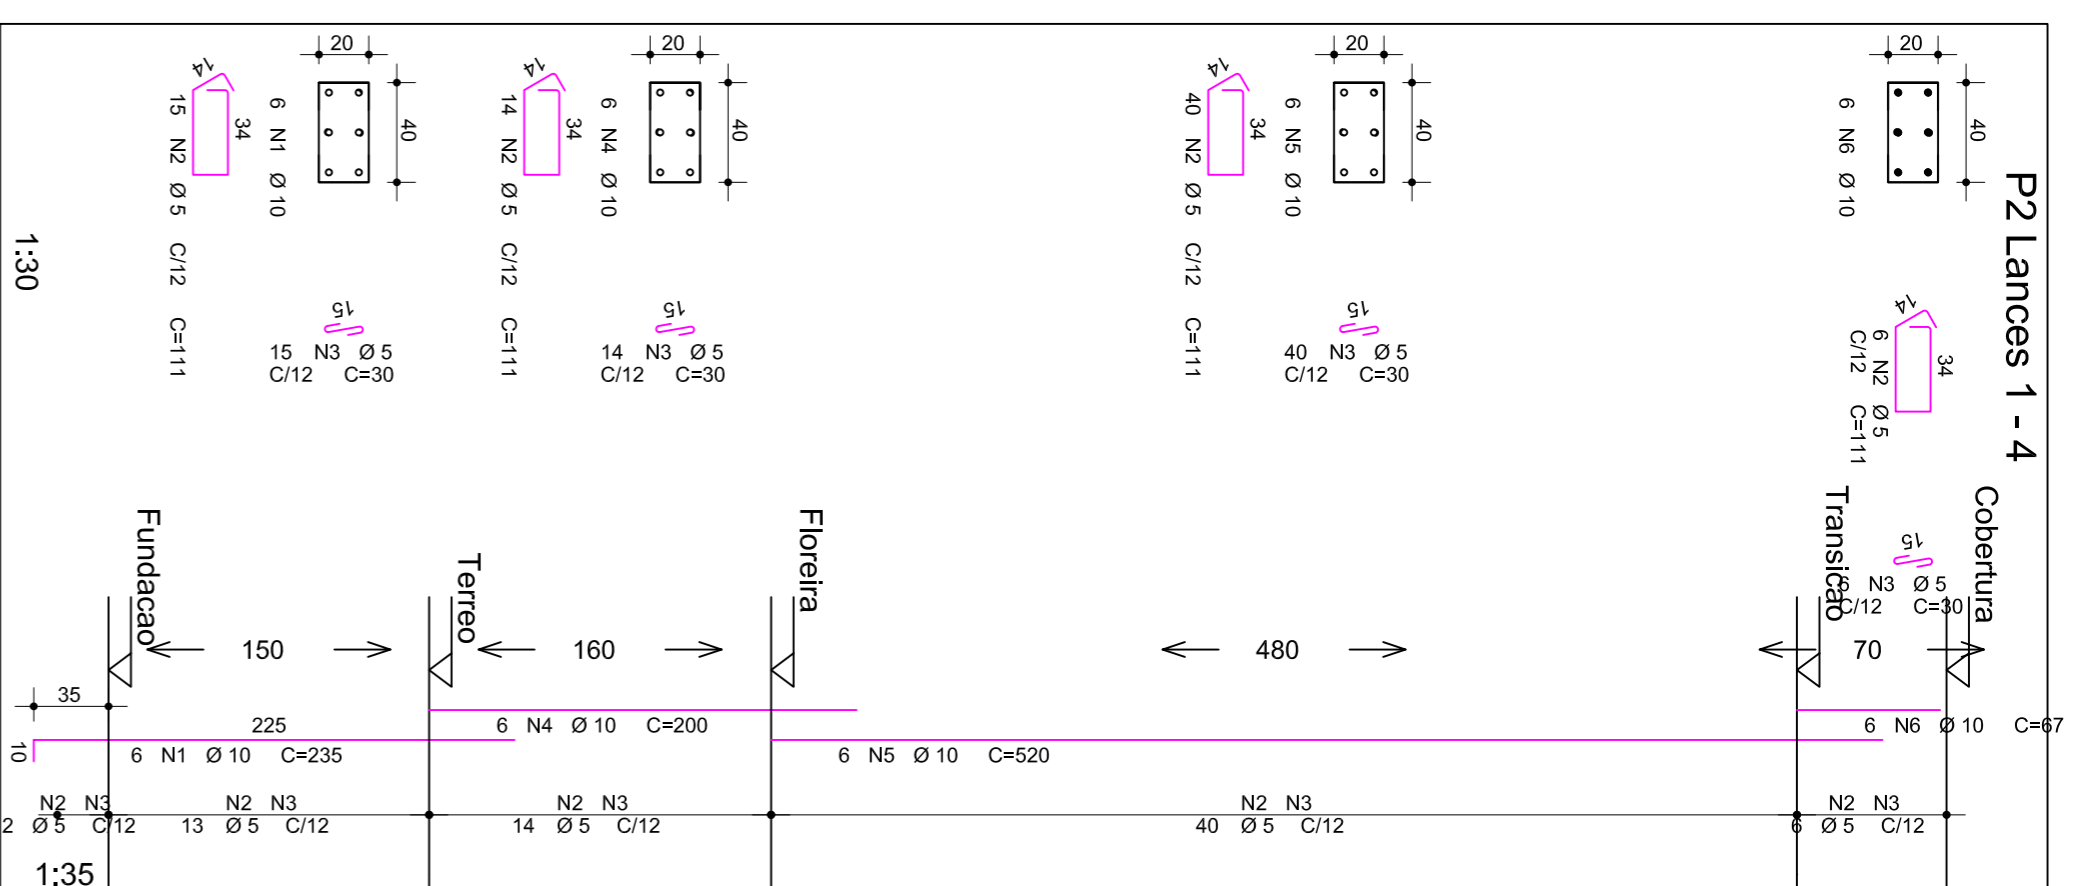 P2 Lances 1 - 4
1:30
20
40
14
34
15 N2 Ø 5 C/12 C=111
6 N1 Ø 10
15
15 N3 Ø 5
C/12 C=30
20
40
14
34
14 N2 Ø 5 C/12 C=111
6 N4 Ø 10
15
14 N3 Ø 5
C/12 C=30
20
40
14
34
40 N2 Ø 5 C/12 C=111
6 N5 Ø 10
15
40 N3 Ø 5
C/12 C=30
20
40
6 N6 Ø 10
14
34
6 N2 Ø 5
C/12 C=111
15
6 N3 Ø 5
C/12 C=30
Fundacao
Terreo
Floreira
Transicao
Cobertura
150
160
480
70
35
225
10
6 N1 Ø 10 C=235
6 N4 Ø 10 C=200
6 N5 Ø 10 C=520
6 N6 Ø 10 C=67
N2 N3
2 Ø 5 C/12
N2 N3
13 Ø 5 C/12
N2 N3
14 Ø 5 C/12
N2 N3
40 Ø 5 C/12
N2 N3
6 Ø 5 C/12
1:35